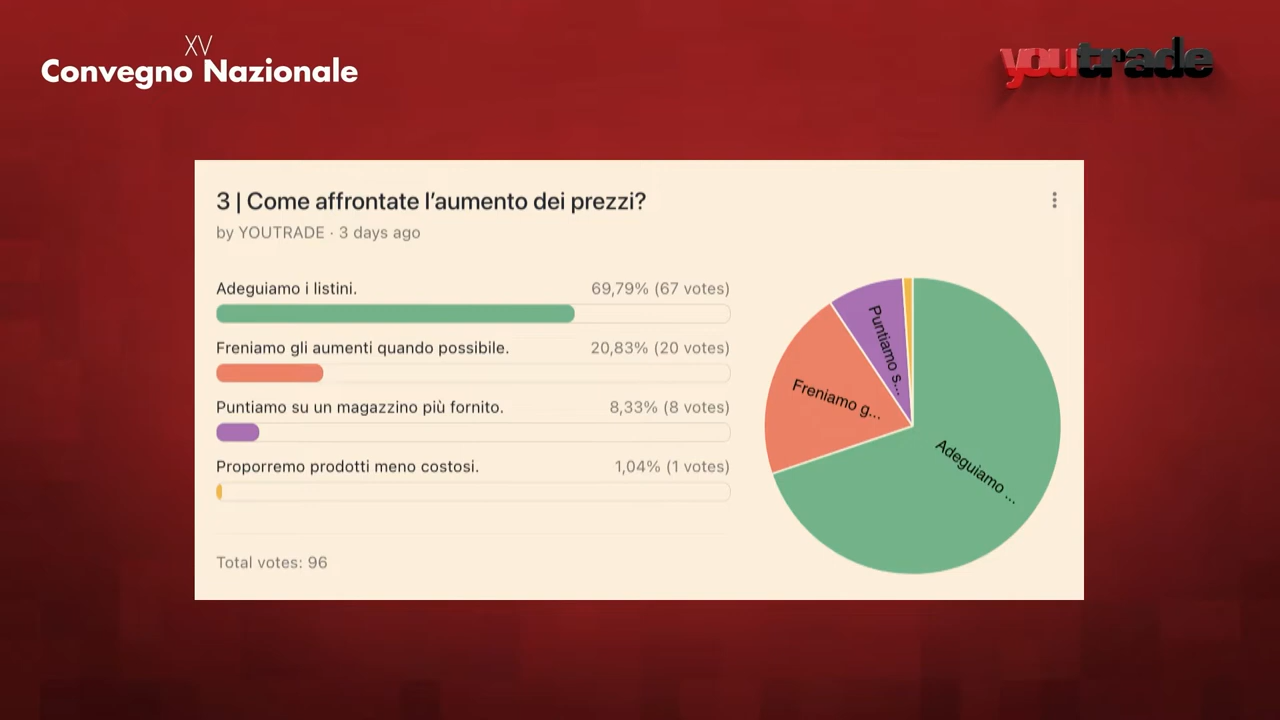 XV
Convegno Nazionale
youtrade
3 | Come affrontate l’aumento dei prezzi?
by YOUTRADE · 3 days ago
Adeguiamo i listini. 69,79% (67 votes)
Freniamo gli aumenti quando possibile. 20,83% (20 votes)
Puntiamo su un magazzino più fornito. 8,33% (8 votes)
Proporremo prodotti meno costosi. 1,04% (1 votes)
Total votes: 96
Puntiamo s...
Freniamo g...
Adeguiamo ...